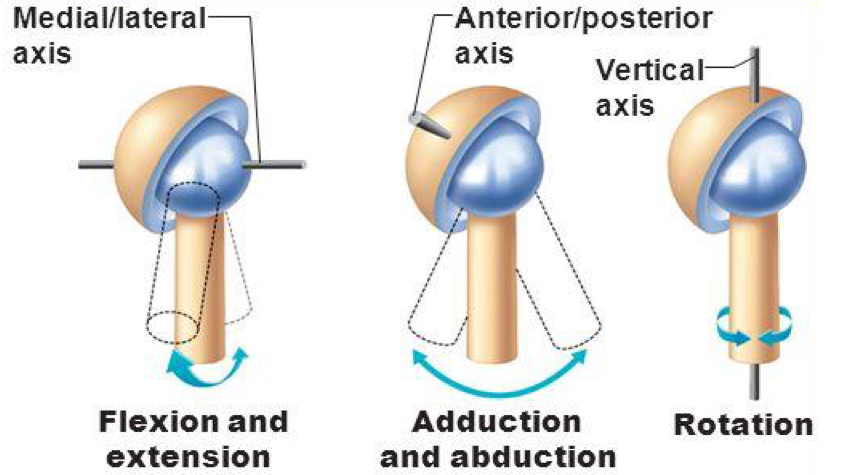 Medial/lateral
axis
Anterior/posterior
axis
Vertical
axis
Flexion and
extension
Adduction
and abduction
Rotation